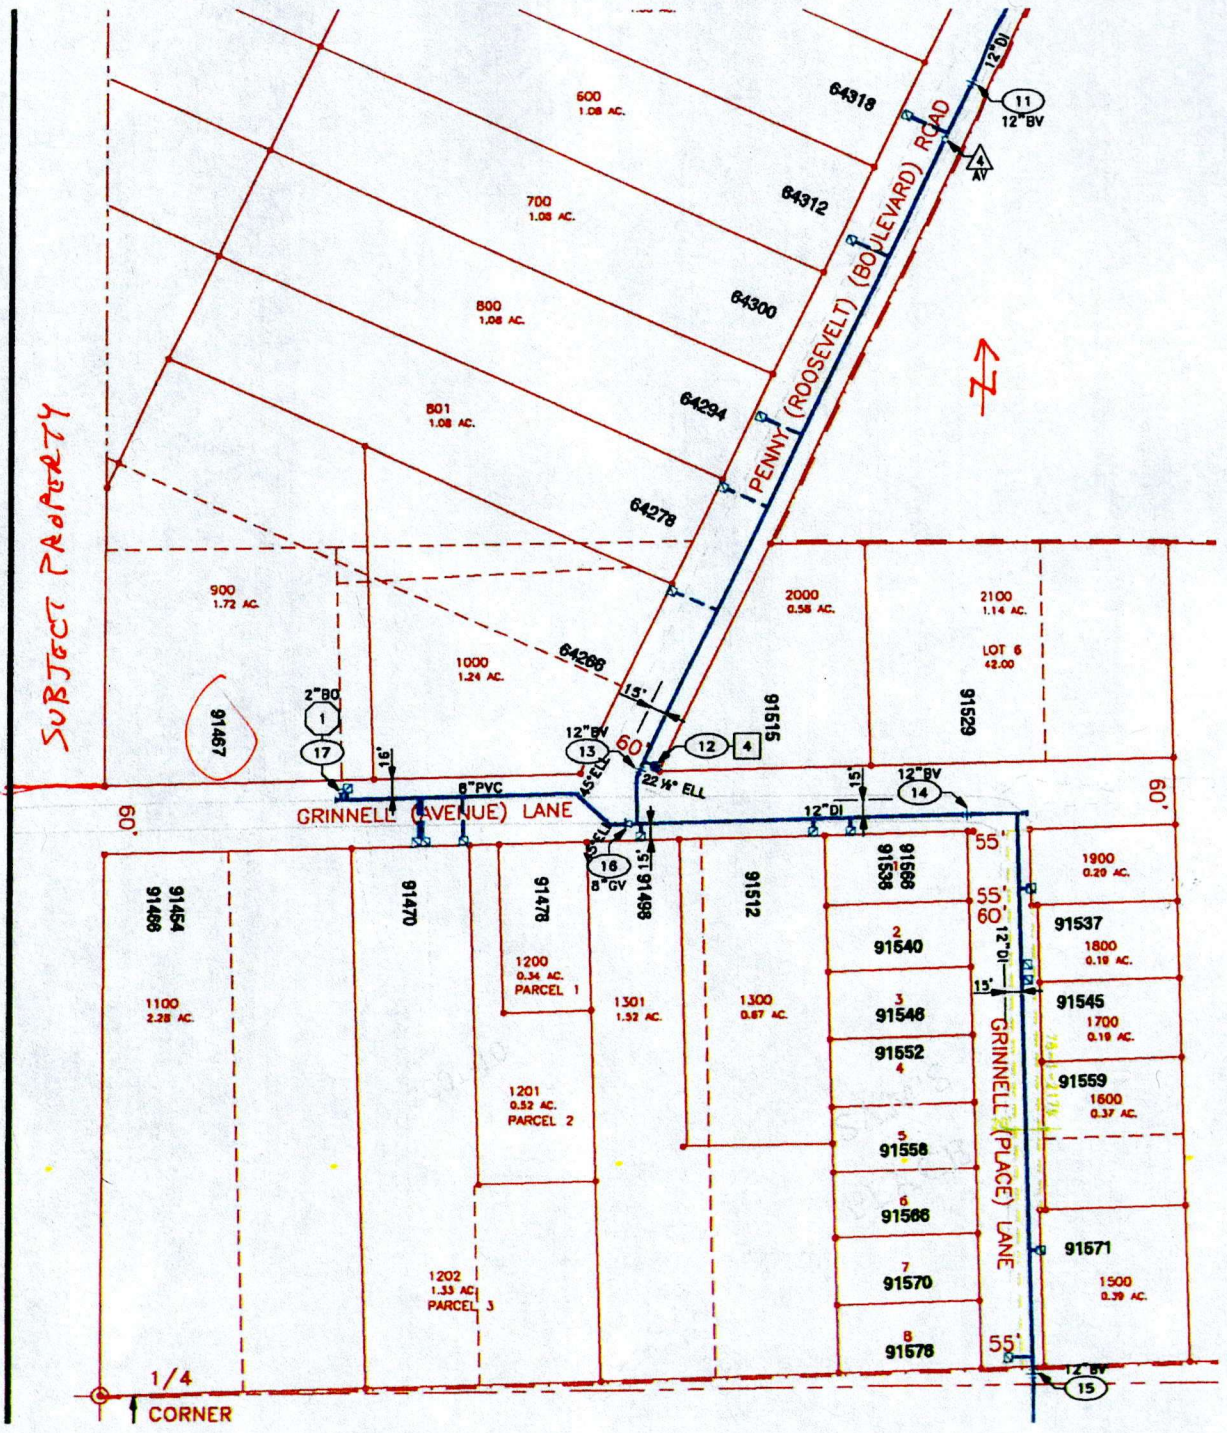 12"DI
64318
600
1.08 AC.
11
12"BV
4
AV
PENNY (ROOSEVELT) (BOULEVARD) ROAD
64312
700
1.08 AC.
64300
800
1.08 AC.
64294
801
1.08 AC.
Z
SUBJECT PROPERTY
64278
900
1.72 AC.
2000
0.58 AC.
2100
1.14 AC.
LOT 6
42.00
1000
1.24 AC.
64266
15'
91467
2"BO
1
17
16'
91515
91529
12"BV
13
60'
12
4
22 ½° ELL
45°ELL
8"PVC
GRINNELL (AVENUE) LANE
60'
12"DI
15'
12"BV
14
60'
45°ELL
16
8"GV
15'
91454
91466
91470
91478
91498
91512
91568
91536
1
55'
55'
60'
1900
0.20 AC.
91537
1800
0.19 AC.
2
91540
12"DI
15'
1200
0.34 AC.
PARCEL 1
1100
2.28 AC.
1301
1.52 AC.
1300
0.67 AC.
3
91546
91545
1700
0.19 AC.
91552
4
GRINNELL (PLACE) LANE
91559
1600
0.37 AC.
1201
0.52 AC.
PARCEL 2
5
91558
6
91566
91571
1202
1.33 AC.
PARCEL 3
7
91570
1500
0.39 AC.
8
91576
55'
1/4
CORNER
12"BV
15